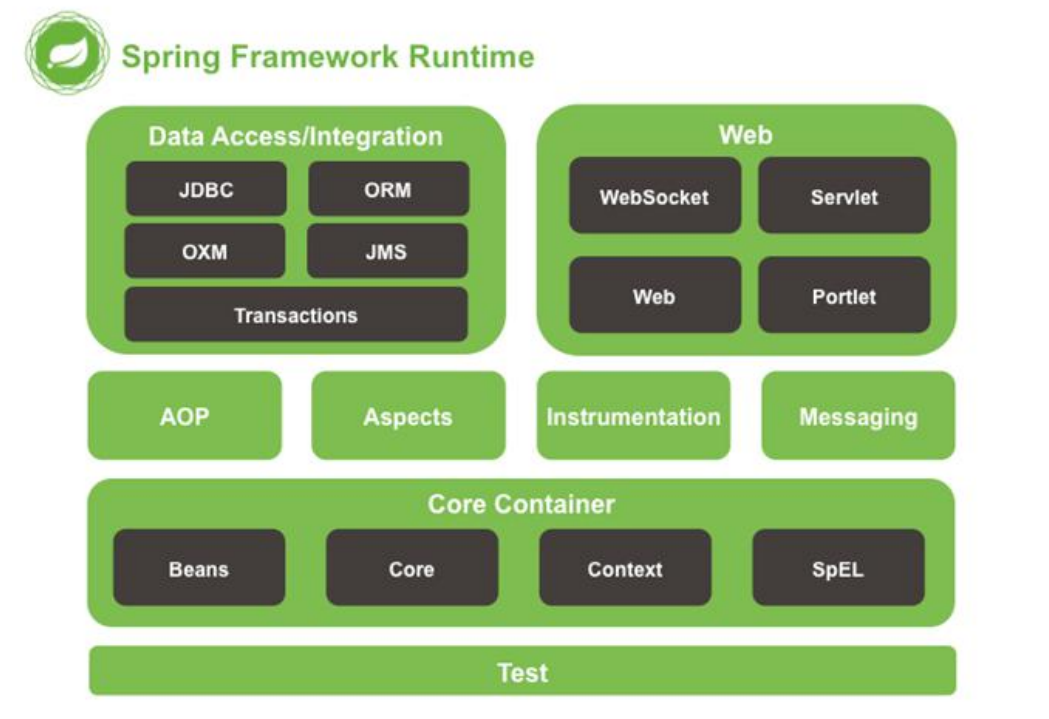 Spring Framework Runtime
Data Access/Integration
JDBC
ORM
OXM
JMS
Transactions
Web
WebSocket
Servlet
Web
Portlet
AOP
Aspects
Instrumentation
Messaging
Core Container
Beans
Core
Context
SpEL
Test